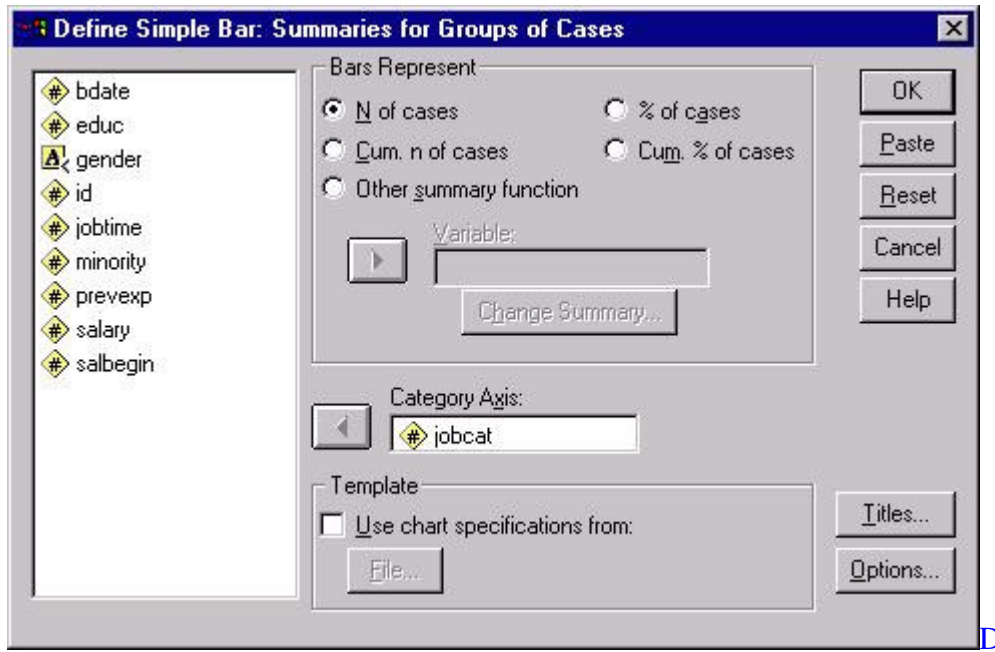 Define Simple Bar: Summaries for Groups of Cases
bdate
educ
gender
id
jobtime
minority
prevexp
salary
salbegin
Bars Represent
N of cases
% of cases
Cum. n of cases
Cum. % of cases
Other summary function
Variable:
Change Summary...
Category Axis:
jobcat
Template
Use chart specifications from:
File...
OK
Paste
Reset
Cancel
Help
Titles...
Options...
D